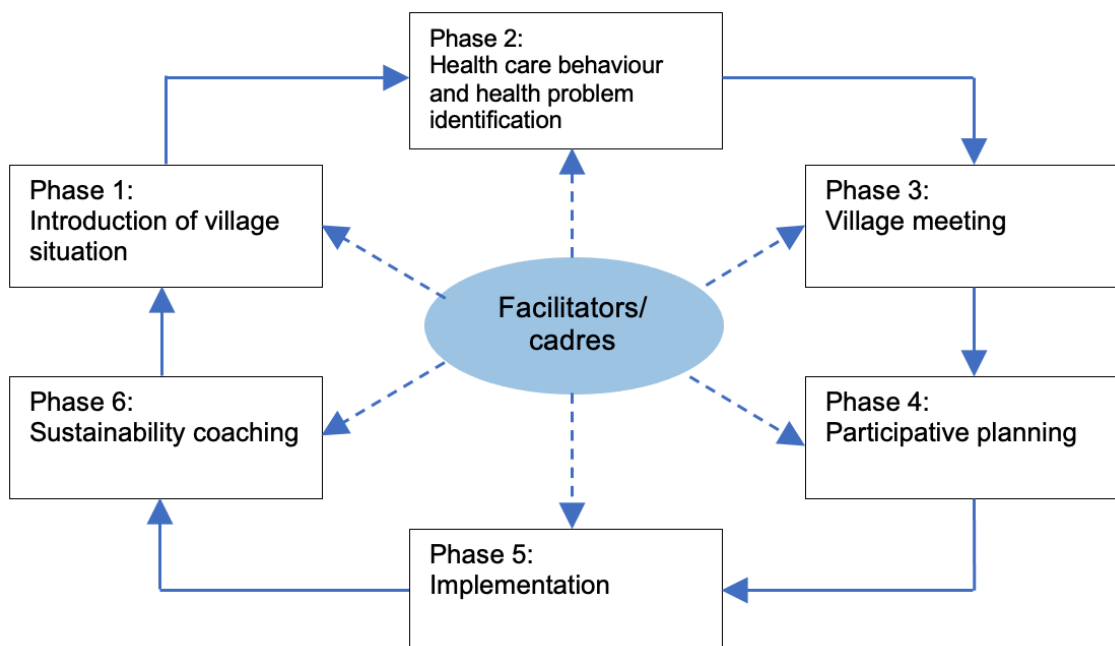 Phase 2:
Health care behaviour
and health problem
identification
Phase 1:
Introduction of village
situation
Phase 3:
Village meeting
Facilitators/
cadres
Phase 6:
Sustainability coaching
Phase 4:
Participative planning
Phase 5:
Implementation